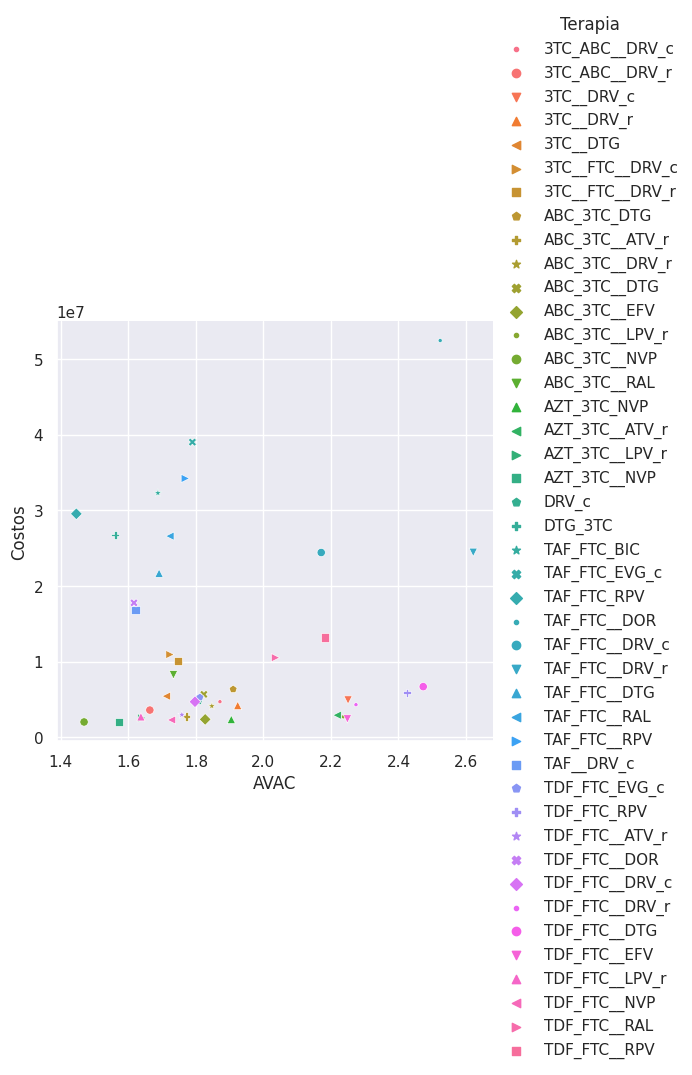 Terapia
3TC_ABC__DRV_c
3TC_ABC__DRV_r
3TC__DRV_c
3TC__DRV_r
3TC__DTG
3TC__FTC__DRV_c
3TC__FTC__DRV_r
ABC_3TC_DTG
ABC_3TC__ATV_r
ABC_3TC__DRV_r
ABC_3TC__DTG
ABC_3TC__EFV
ABC_3TC__LPV_r
ABC_3TC__NVP
ABC_3TC__RAL
AZT_3TC_NVP
AZT_3TC__ATV_r
AZT_3TC__LPV_r
AZT_3TC__NVP
DRV_c
DTG_3TC
TAF_FTC_BIC
TAF_FTC_EVG_c
TAF_FTC_RPV
TAF_FTC__DOR
TAF_FTC__DRV_c
TAF_FTC__DRV_r
TAF_FTC__DTG
TAF_FTC__RAL
TAF_FTC__RPV
TAF__DRV_c
TDF_FTC_EVG_c
TDF_FTC_RPV
TDF_FTC__ATV_r
TDF_FTC__DOR
TDF_FTC__DRV_c
TDF_FTC__DRV_r
TDF_FTC__DTG
TDF_FTC__EFV
TDF_FTC__LPV_r
TDF_FTC__NVP
TDF_FTC__RAL
TDF_FTC__RPV
1e7
5
4
3
2
1
0
Costos
1.4 1.6 1.8 2.0 2.2 2.4 2.6
AVAC